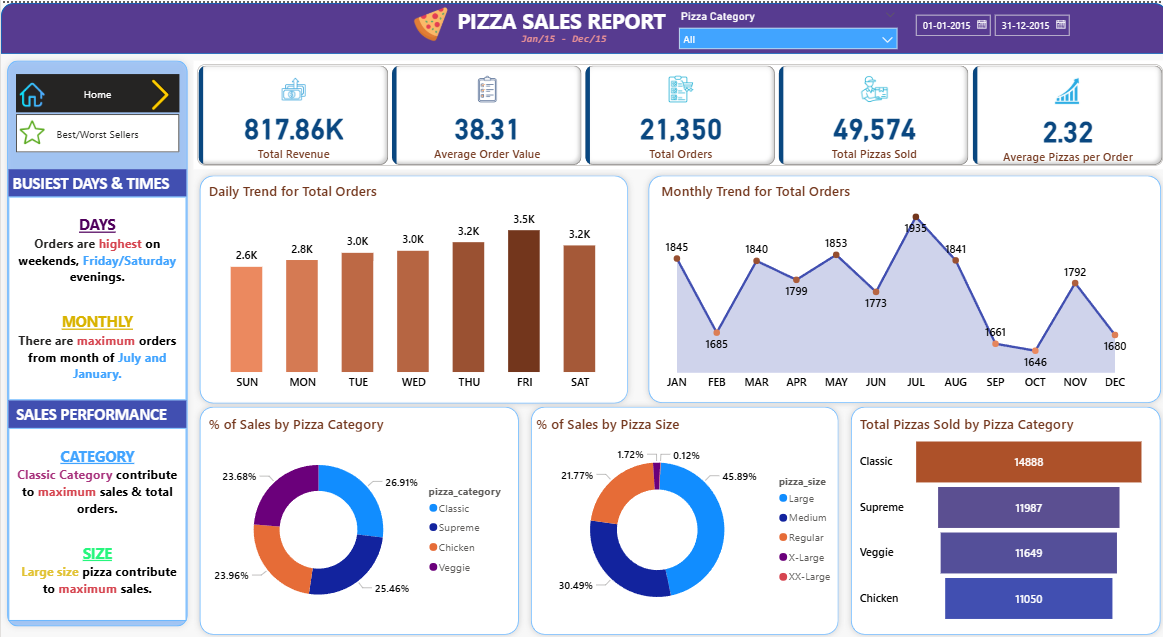 PIZZA SALES REPORT
Jan/15 - Dec/15
Pizza Category
All
01-01-2015
31-12-2015
Home
Best/Worst Sellers
817.86K
Total Revenue
38.31
Average Order Value
21,350
Total Orders
49,574
Total Pizzas Sold
2.32
Average Pizzas per Order
BUSIEST DAYS & TIMES
DAYS
Orders are highest on
weekends, Friday/Saturday
evenings.
MONTHLY
There are maximum orders
from month of July and
January.
SALES PERFORMANCE
CATEGORY
Classic Category contribute
to maximum sales & total
orders.
SIZE
Large size pizza contribute
to maximum sales.
Daily Trend for Total Orders
2.6K 2.8K 3.0K 3.0K 3.2K 3.5K 3.2K
SUN MON TUE WED THU FRI SAT
Monthly Trend for Total Orders
1845 1685 1840 1799 1853 1773 1935 1841 1661 1646 1792 1680
JAN FEB MAR APR MAY JUN JUL AUG SEP OCT NOV DEC
% of Sales by Pizza Category
26.91%
25.46%
23.96%
23.68%
pizza_category
Classic
Supreme
Chicken
Veggie
% of Sales by Pizza Size
45.89%
30.49%
21.77%
1.72%
0.12%
pizza_size
Large
Medium
Regular
X-Large
XX-Large
Total Pizzas Sold by Pizza Category
Classic 14888
Supreme 11987
Veggie 11649
Chicken 11050